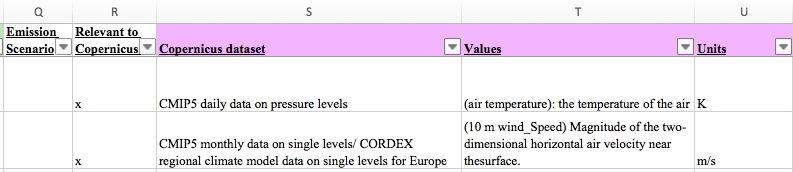 Q R S T U
Emission Scenario Relevant to Copernicus Copernicus dataset Values Units
x CMIP5 daily data on pressure levels (air temperature): the temperature of the air K
(10 m wind_Speed) Magnitude of the two-
CMIP5 monthly data on single levels/ CORDEX dimensional horizontal air velocity near
x regional climate model data on single levels for Europe thesurface. m/s